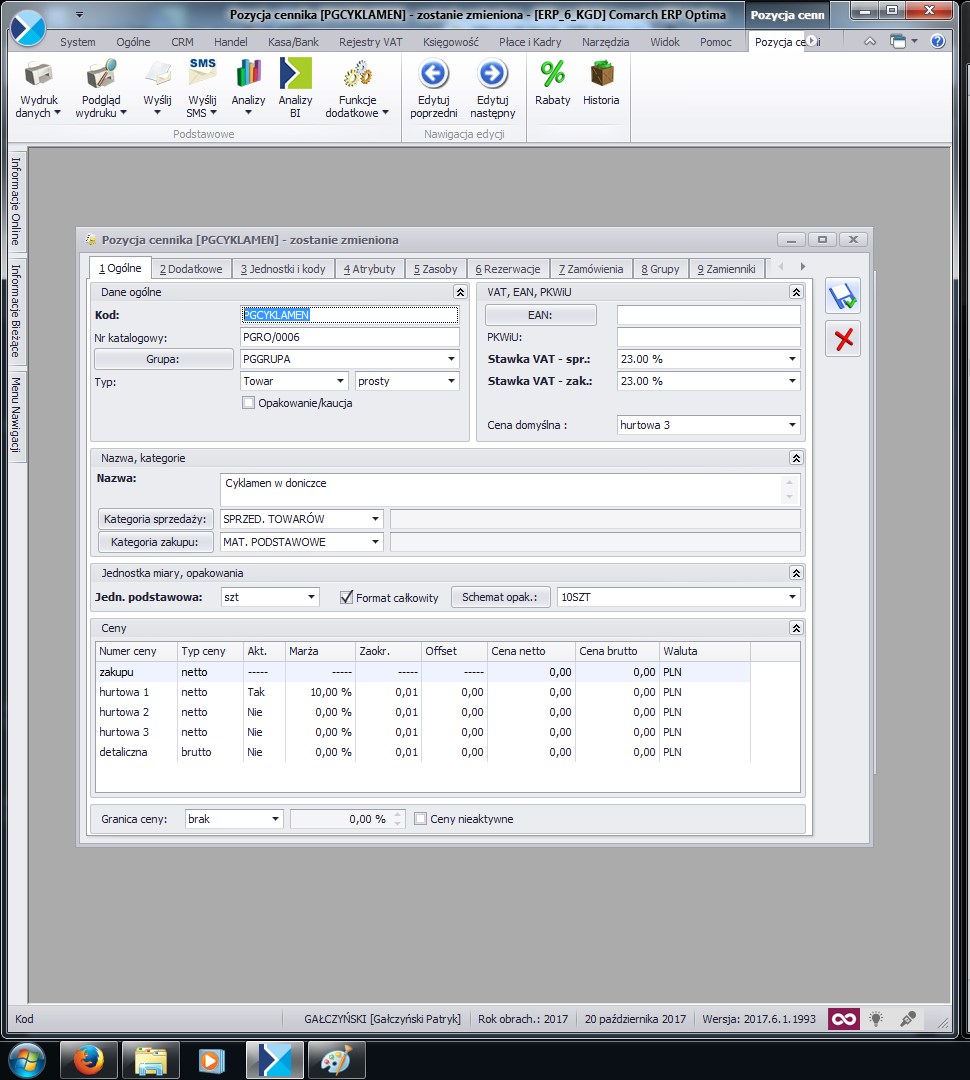 Pozycja cennika [PGCYKLAMEN] - zostanie zmieniona - [ERP_6_KGD] Comarch ERP Optima
Pozycja cenn
System Ogólne CRM Handel Kasa/Bank Rejestry VAT Księgowość Płace i Kadry Narzędzia Widok Pomoc
Wydruk danych
Podgląd wydruku
Wyślij
SMS
Wyślij SMS
Analizy
Analizy BI
Funkcje dodatkowe
Edytuj poprzedni
Edytuj następny
Rabaty
Historia
Podstawowe
Nawigacja edycji
Informacje Online
Informacje Bieżące
Menu Nawigacji
Pozycja cennika [PGCYKLAMEN] - zostanie zmieniona
1 Ogólne 2 Dodatkowe 3 Jednostki i kody 4 Atrybuty 5 Zasoby 6 Rezerwacje 7 Zamówienia 8 Grupy 9 Zamienniki
Dane ogólne
Kod: PGCYKLAMEN
Nr katalogowy: PGRO/0006
Grupa: PGGRUPA
Typ: Towar prosty
Opakowanie/kaucja
VAT, EAN, PKWiU
EAN:
PKWiU:
Stawka VAT - spr.: 23.00 %
Stawka VAT - zak.: 23.00 %
Cena domyślna : hurtowa 3
Nazwa, kategorie
Nazwa: Cyklamen w doniczce
Kategoria sprzedaży: SPRZED. TOWARÓW
Kategoria zakupu: MAT. PODSTAWOWE
Jednostka miary, opakowania
Jedn. podstawowa: szt Format całkowity Schemat opak.: 10SZT
Ceny
Numer ceny Typ ceny Akt. Marża Zaokr. Offset Cena netto Cena brutto Waluta
zakupu netto ----- ----- ----- ----- 0,00 0,00 PLN
hurtowa 1 netto Tak 10,00 % 0,01 0,00 0,00 0,00 PLN
hurtowa 2 netto Nie 0,00 % 0,01 0,00 0,00 0,00 PLN
hurtowa 3 netto Nie 0,00 % 0,01 0,00 0,00 0,00 PLN
detaliczna brutto Nie 0,00 % 0,01 0,00 0,00 0,00 PLN
Granica ceny: brak 0,00 % Ceny nieaktywne
Kod GAŁCZYŃSKI [Gałczyński Patryk] Rok obrach.: 2017 20 października 2017 Wersja: 2017.6.1.1993